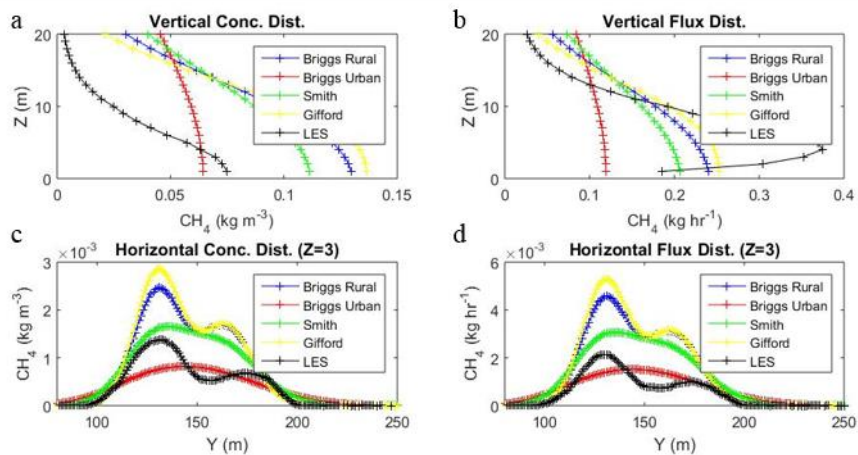 a
Vertical Conc. Dist.
20
10
0
Z (m)
0
0.05
0.1
0.15
CH4 (kg m-3)
Briggs Rural
Briggs Urban
Smith
Gifford
LES
b
Vertical Flux Dist.
20
10
0
Z (m)
0
0.1
0.2
0.3
0.4
CH4 (kg hr-1)
Briggs Rural
Briggs Urban
Smith
Gifford
LES
c
×10-3
Horizontal Conc. Dist. (Z=3)
3
2
1
0
CH4 (kg m-3)
100
150
200
250
Y (m)
Briggs Rural
Briggs Urban
Smith
Gifford
LES
d
×10-3
Horizontal Flux Dist. (Z=3)
6
4
2
0
CH4 (kg hr-1)
100
150
200
250
Y (m)
Briggs Rural
Briggs Urban
Smith
Gifford
LES